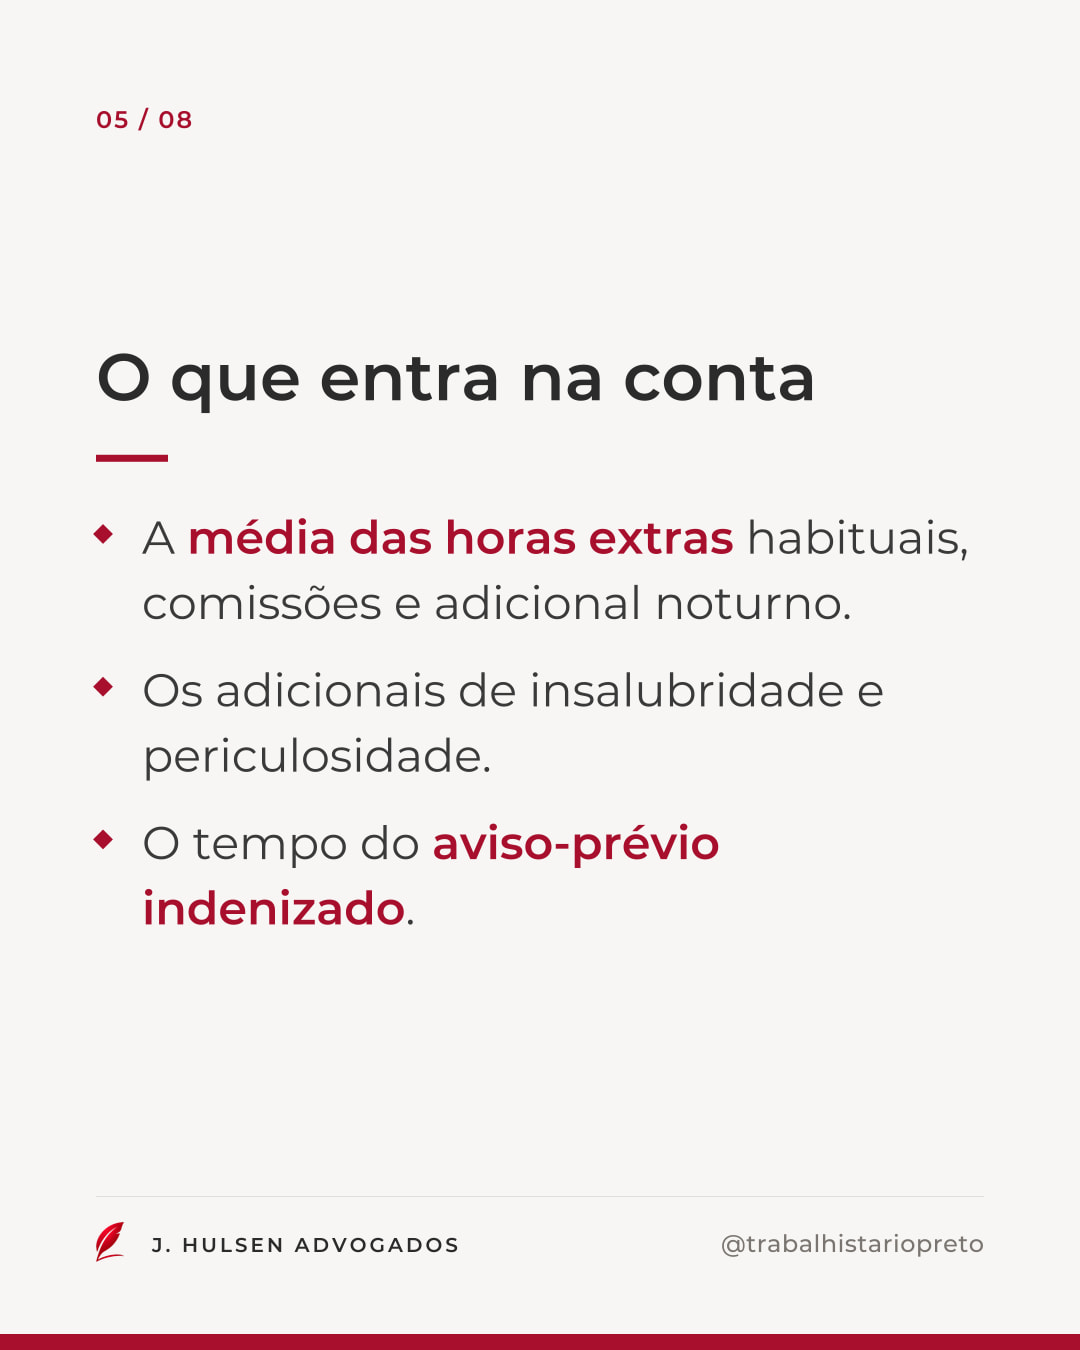 05 / 08
O que entra na conta
A média das horas extras habituais,
comissões e adicional noturno.
Os adicionais de insalubridade e
periculosidade.
O tempo do aviso-prévio
indenizado.
J. HULSEN ADVOGADOS
@trabalhistariopreto